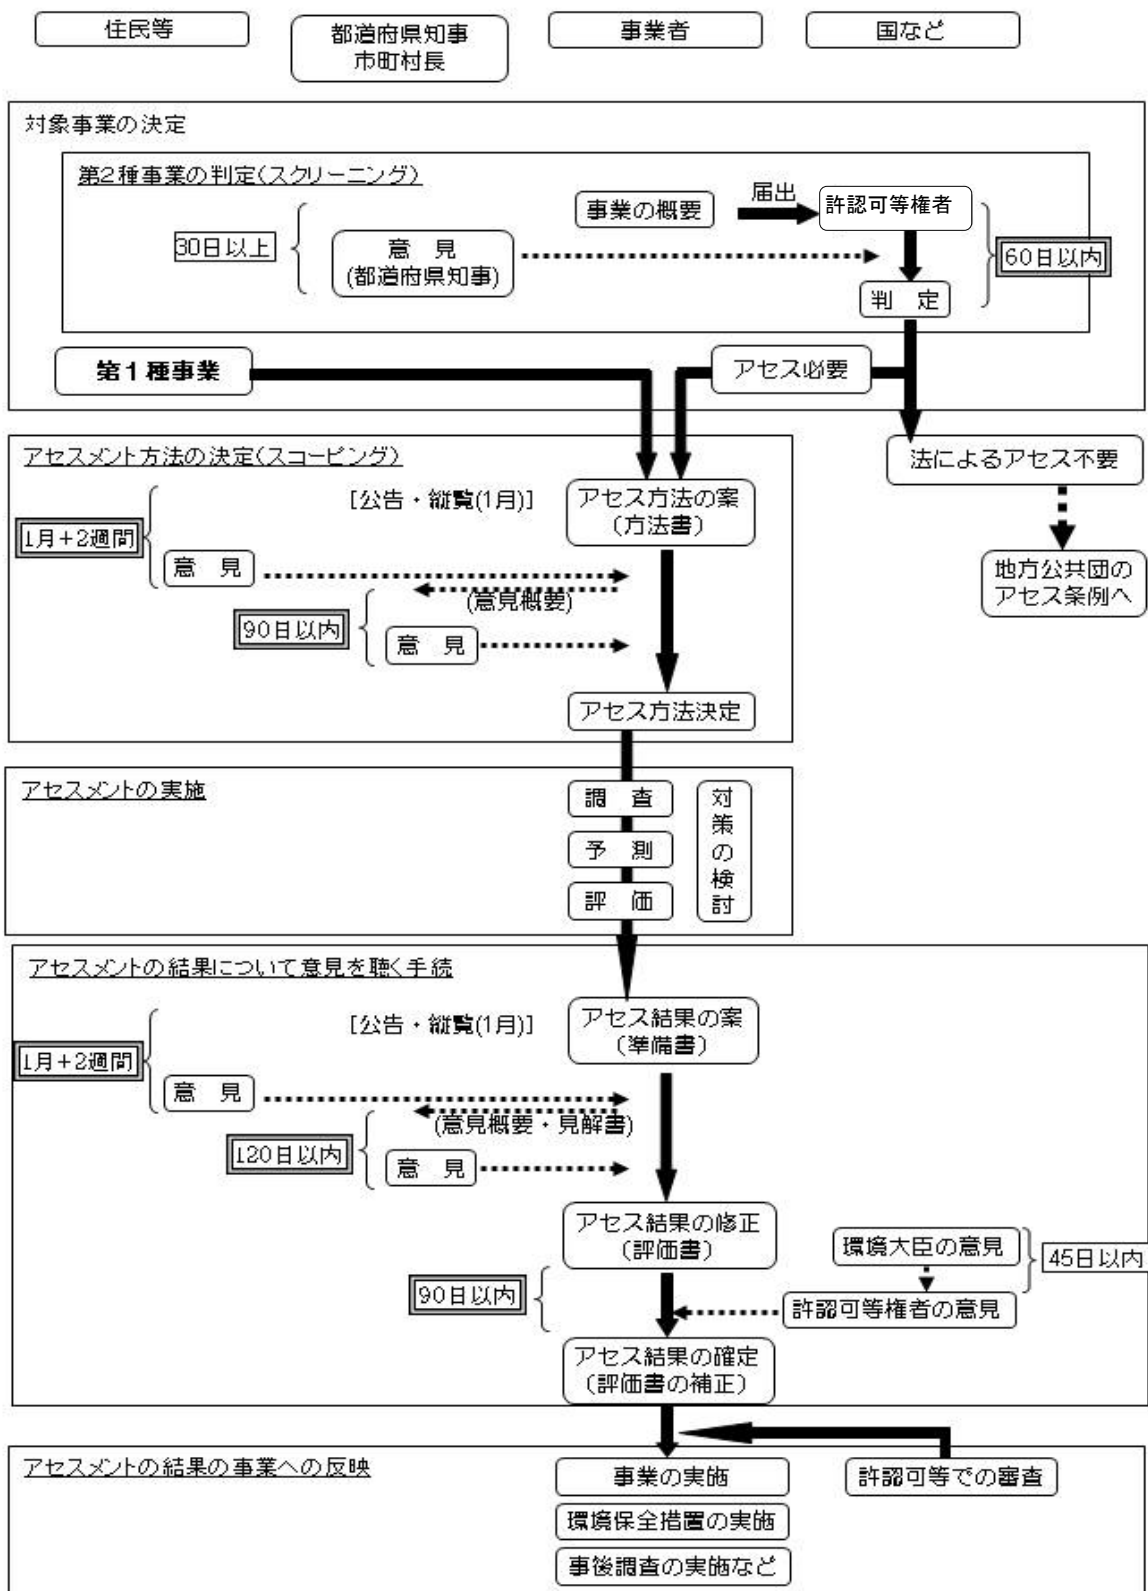 住民等
都道府県知事
市町村長
事業者
国など
対象事業の決定
第2種事業の判定(スクリーニング)
事業の概要
届出
許認可等権者
30日以上
意 見
(都道府県知事)
60日以内
判 定
第1種事業
アセス必要
アセスメント方法の決定(スコーピング)
法によるアセス不要
[公告・縦覧(1月)]
アセス方法の案
(方法書)
1月+2週間
意 見
(意見概要)
地方公共団の
アセス条例へ
90日以内
意 見
アセス方法決定
アセスメントの実施
調 査
予 測
評 価
対策の検討
アセスメントの結果について意見を聴く手続
[公告・縦覧(1月)]
アセス結果の案
(準備書)
1月+2週間
意 見
(意見概要・見解書)
120日以内
意 見
アセス結果の修正
(評価書)
環境大臣の意見
45日以内
90日以内
許認可等権者の意見
アセス結果の確定
(評価書の補正)
アセスメントの結果の事業への反映
事業の実施
許認可等での審査
環境保全措置の実施
事後調査の実施など